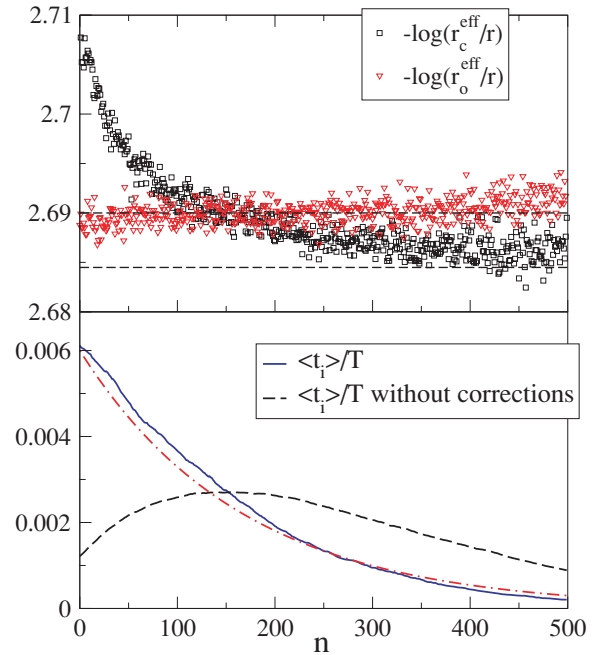 2.71
-log(r_c^eff/r)
-log(r_o^eff/r)
2.7
2.69
2.68
0.006
<t_i>/T
<t_i>/T without corrections
0.004
0.002
0
0 100 200 300 400 500
n